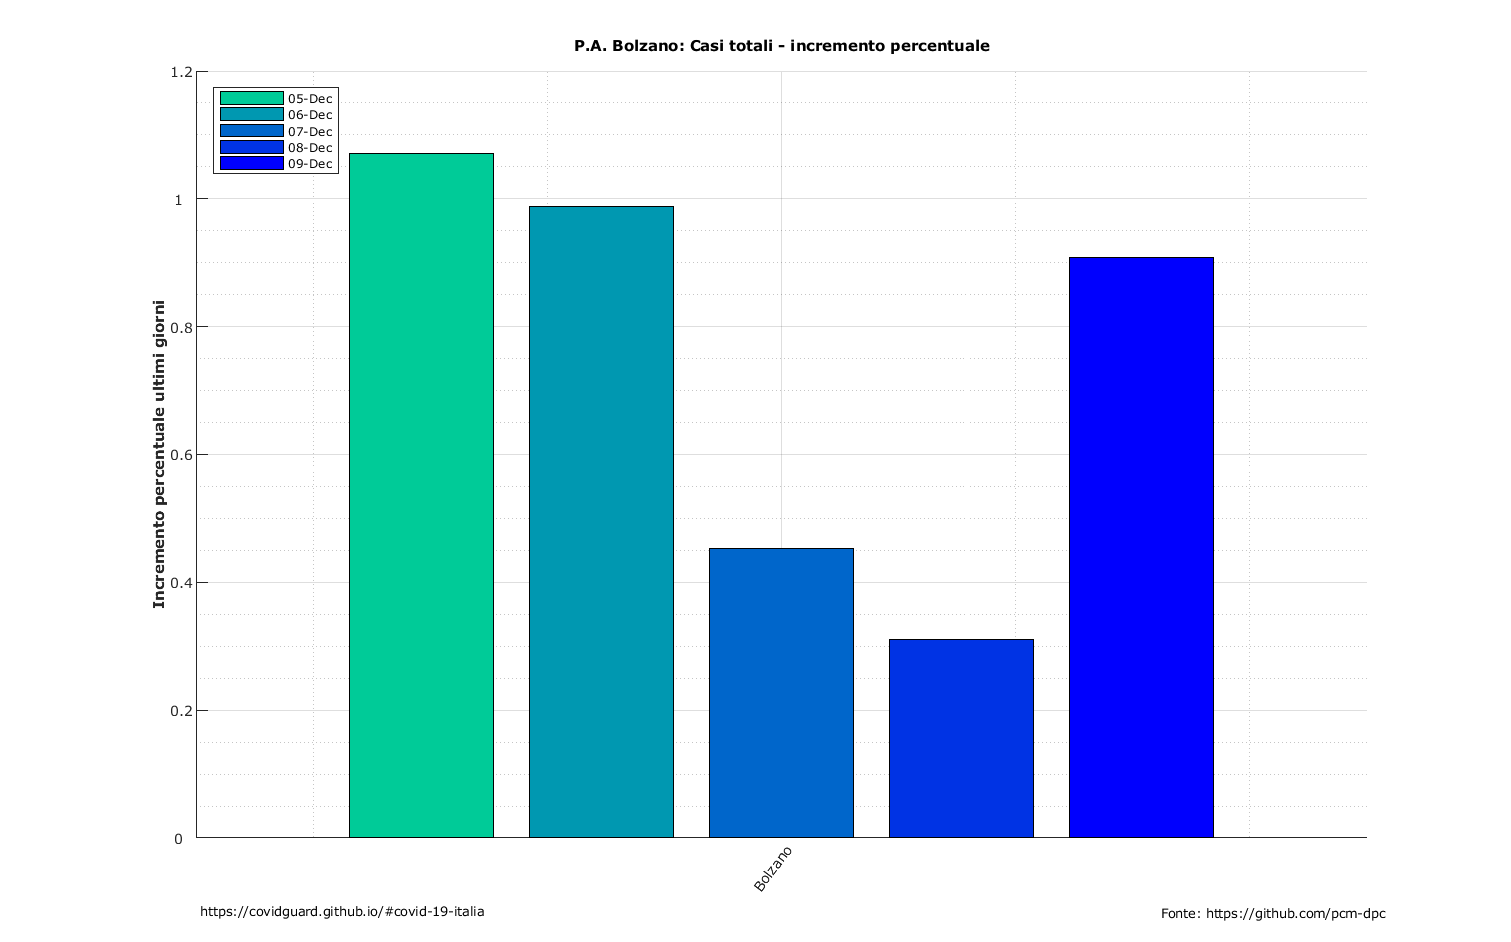 P.A. Bolzano: Casi totali - incremento percentuale
Incremento percentuale ultimi giorni
1.2
1
0.8
0.6
0.4
0.2
0
05-Dec
06-Dec
07-Dec
08-Dec
09-Dec
Bolzano
https://covidguard.github.io/#covid-19-italia
Fonte: https://github.com/pcm-dpc